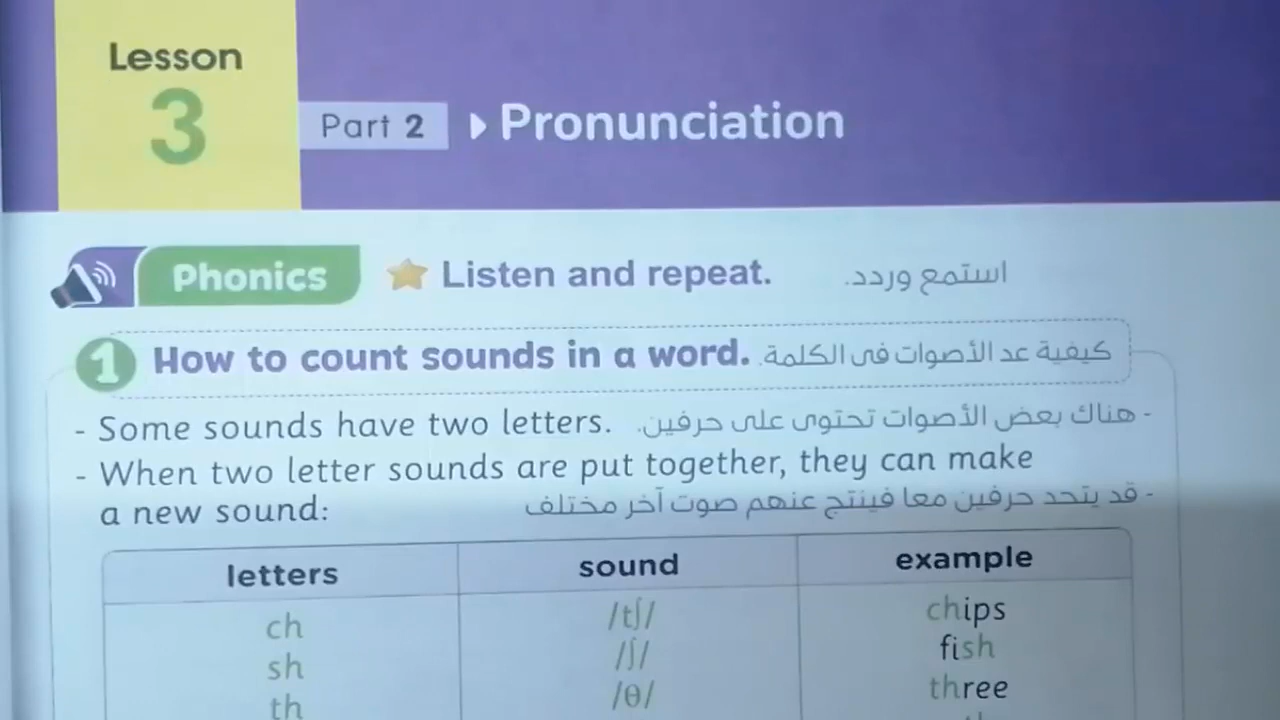 Lesson
3
Part 2
Pronunciation
Phonics
Listen and repeat. استمع وردد.
1 How to count sounds in a word. كيفية عد الأصوات فى الكلمة.
- Some sounds have two letters. - هناك بعض الأصوات تحتوى على حرفين.
- When two letter sounds are put together, they can make
a new sound: - قد يتحد حرفين معا فينتج عنهم صوت آخر مختلف
letters sound example
ch /tʃ/ chips
sh /ʃ/ fish
th /θ/ three